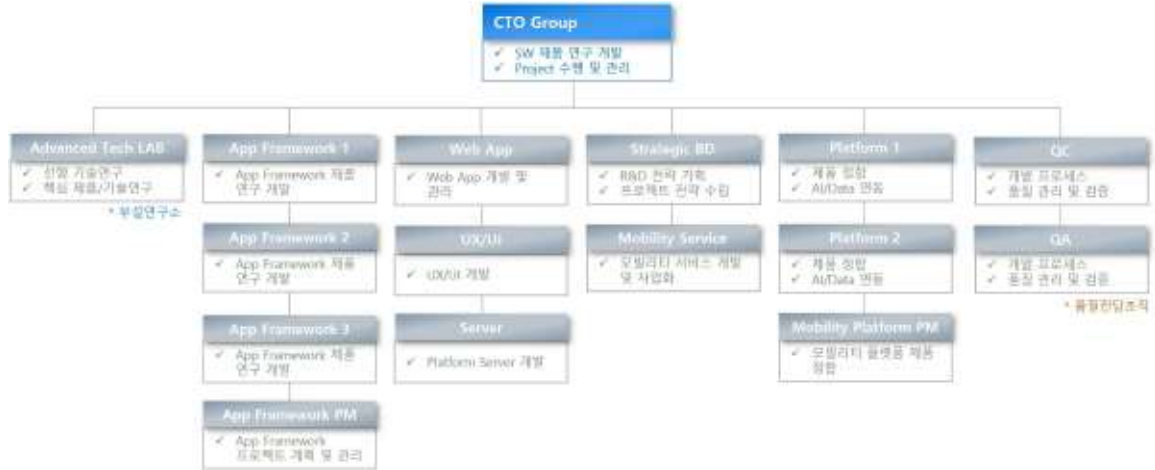 CTO Group
✓ SW 제품 연구 개발
✓ Project 수행 및 관리
Advanced Tech LAB
✓ 선행 기술연구
✓ 핵심 제품/기술연구
* 부설연구소
App Framework 1
✓ App Framework 제품
연구 개발
App Framework 2
✓ App Framework 제품
연구 개발
App Framework 3
✓ App Framework 제품
연구 개발
App Framework PM
✓ App Framework
프로젝트 계획 및 관리
Web App
✓ Web App 개발 및
관리
UX/UI
✓ UX/UI 개발
Server
✓ Platform Server 개발
Strategic BD
✓ R&D 전략 기획
✓ 프로젝트 전략 수립
Mobility Service
✓ 모빌리티 서비스 개발
및 사업화
Platform 1
✓ 제품 정합
✓ AI/Data 연동
Platform 2
✓ 제품 정합
✓ AI/Data 연동
Mobility Platform PM
✓ 모빌리티 플랫폼 제품
정합
QC
✓ 개발 프로세스
✓ 품질 관리 및 검증
QA
✓ 개발 프로세스
✓ 품질 관리 및 검증
* 품질전담조직